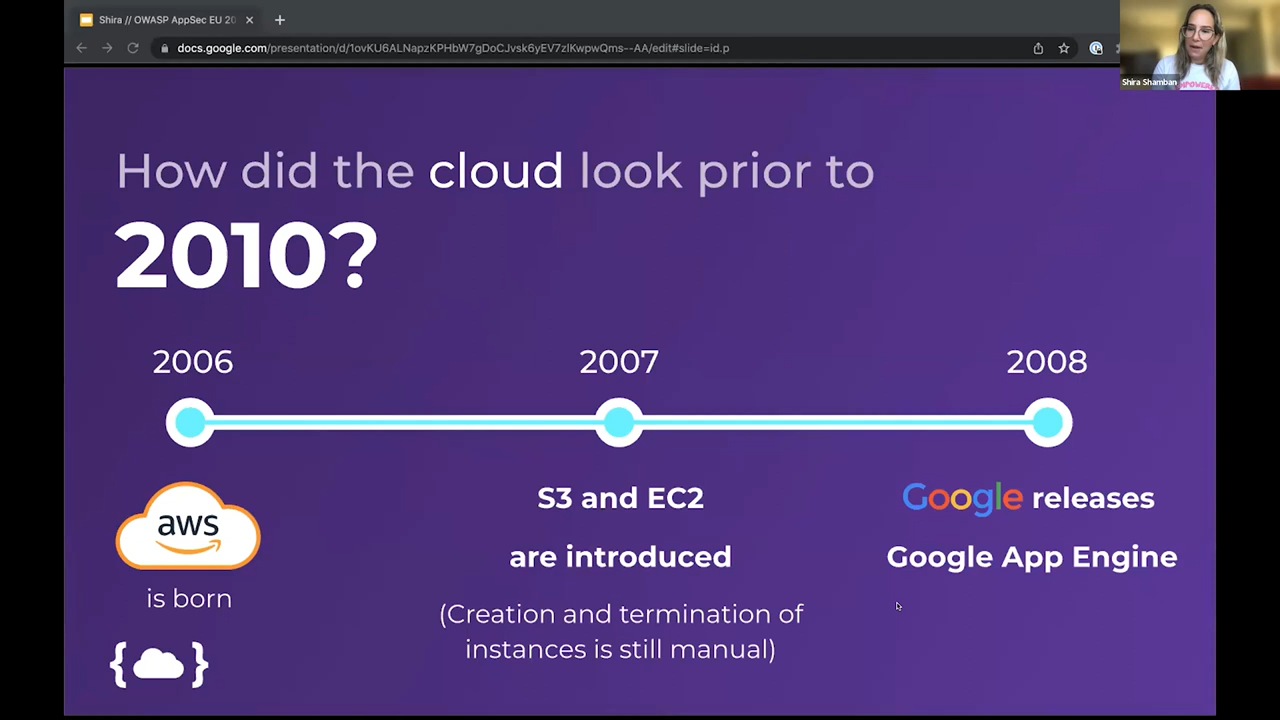 Shira // OWASP AppSec EU 20
docs.google.com/presentation/d/1ovKU6ALNapzKPHbW7gDoCJvsk6yEV7zlKwpwQms--AA/edit#slide=id.p
Shira Shamban
How did the cloud look prior to
2010?
2006
2007
2008
aws
is born
S3 and EC2
are introduced
(Creation and termination of
instances is still manual)
Google releases
Google App Engine